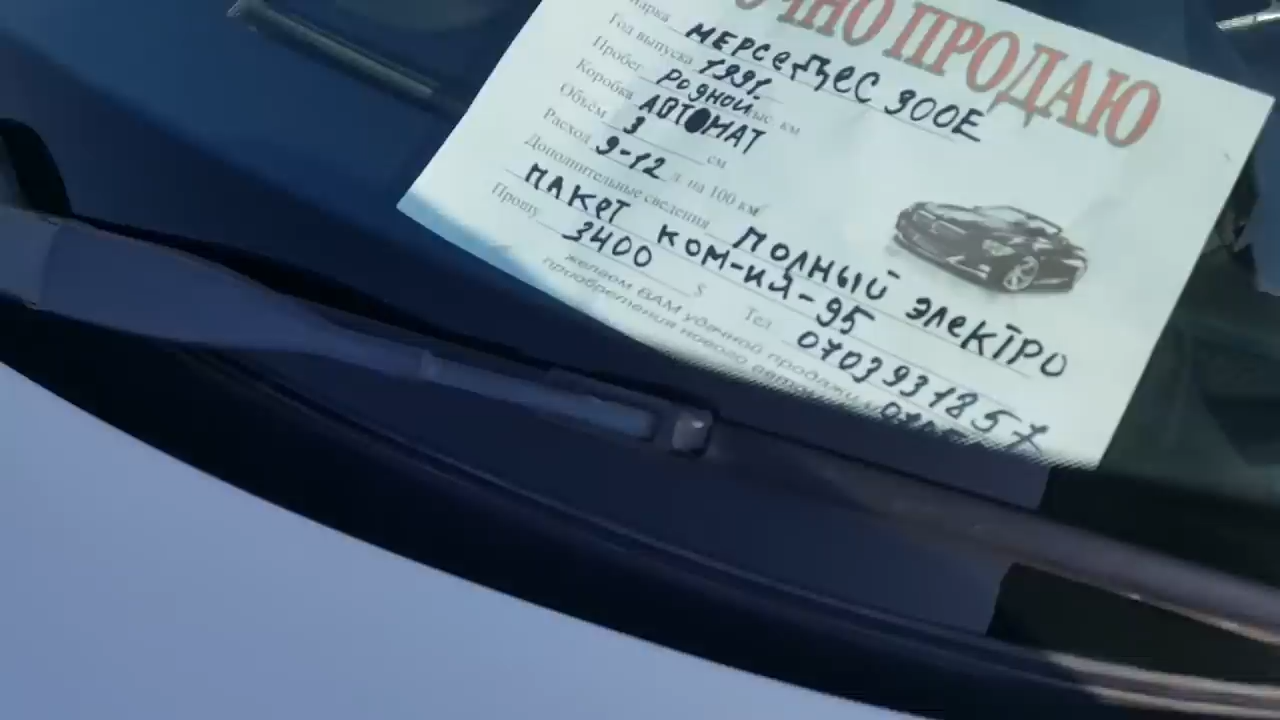 ОЧНО ПРОДАЮ
Марка МЕРСЕДЕС 300Е
Год выпуска 1991.
Пробег РОДНОЙ тыс км
Коробка АВТОМАТ
Объём 3 см
Расход 9-12 л. на 100 км
Дополнительные сведения ПОЛНЫЙ ЭЛЕКТРО
ПАКЕТ КОМ-ИЯ-95
Прошу 3400 $ Тел. 0703931857
желаем ВАМ удачной продажи и
приобретения нового